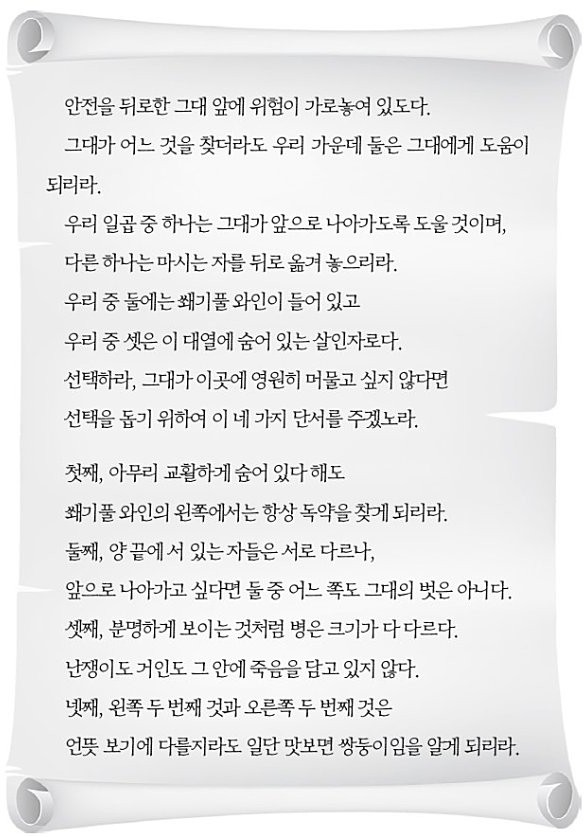 안전을 뒤로한 그대 앞에 위험이 가로놓여 있도다.
그대가 어느 것을 찾더라도 우리 가운데 둘은 그대에게 도움이
되리라.
우리 일곱 중 하나는 그대가 앞으로 나아가도록 도울 것이며,
다른 하나는 마시는 자를 뒤로 옮겨 놓으리라.
우리 중 둘에는 쐐기풀 와인이 들어 있고
우리 중 셋은 이 대열에 숨어 있는 살인자로다.
선택하라, 그대가 이곳에 영원히 머물고 싶지 않다면
선택을 돕기 위하여 이 네 가지 단서를 주겠노라.
첫째, 아무리 교활하게 숨어 있다 해도
쐐기풀 와인의 왼쪽에서는 항상 독약을 찾게 되리라.
둘째, 양 끝에 서 있는 자들은 서로 다르나,
앞으로 나아가고 싶다면 둘 중 어느 쪽도 그대의 벗은 아니다.
셋째, 분명하게 보이는 것처럼 병은 크기가 다 다르다.
난쟁이도 거인도 그 안에 죽음을 담고 있지 않다.
넷째, 왼쪽 두 번째 것과 오른쪽 두 번째 것은
언뜻 보기에 다를지라도 일단 맛보면 쌍둥이임을 알게 되리라.